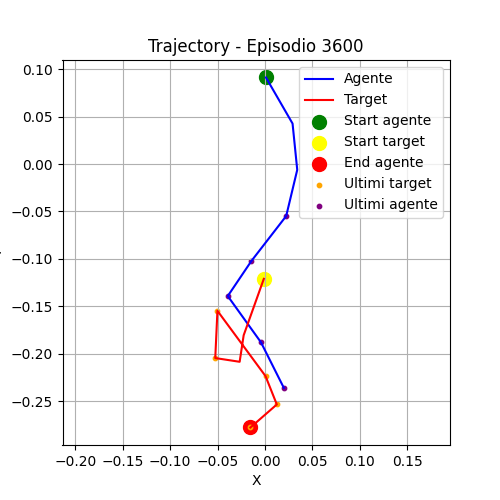 Trajectory - Episodio 3600
Agente
Target
Start agente
Start target
End agente
Ultimi target
Ultimi agente
0.10
0.05
0.00
−0.05
−0.10
−0.15
−0.20
−0.25
−0.20 −0.15 −0.10 −0.05 0.00 0.05 0.10 0.15
X